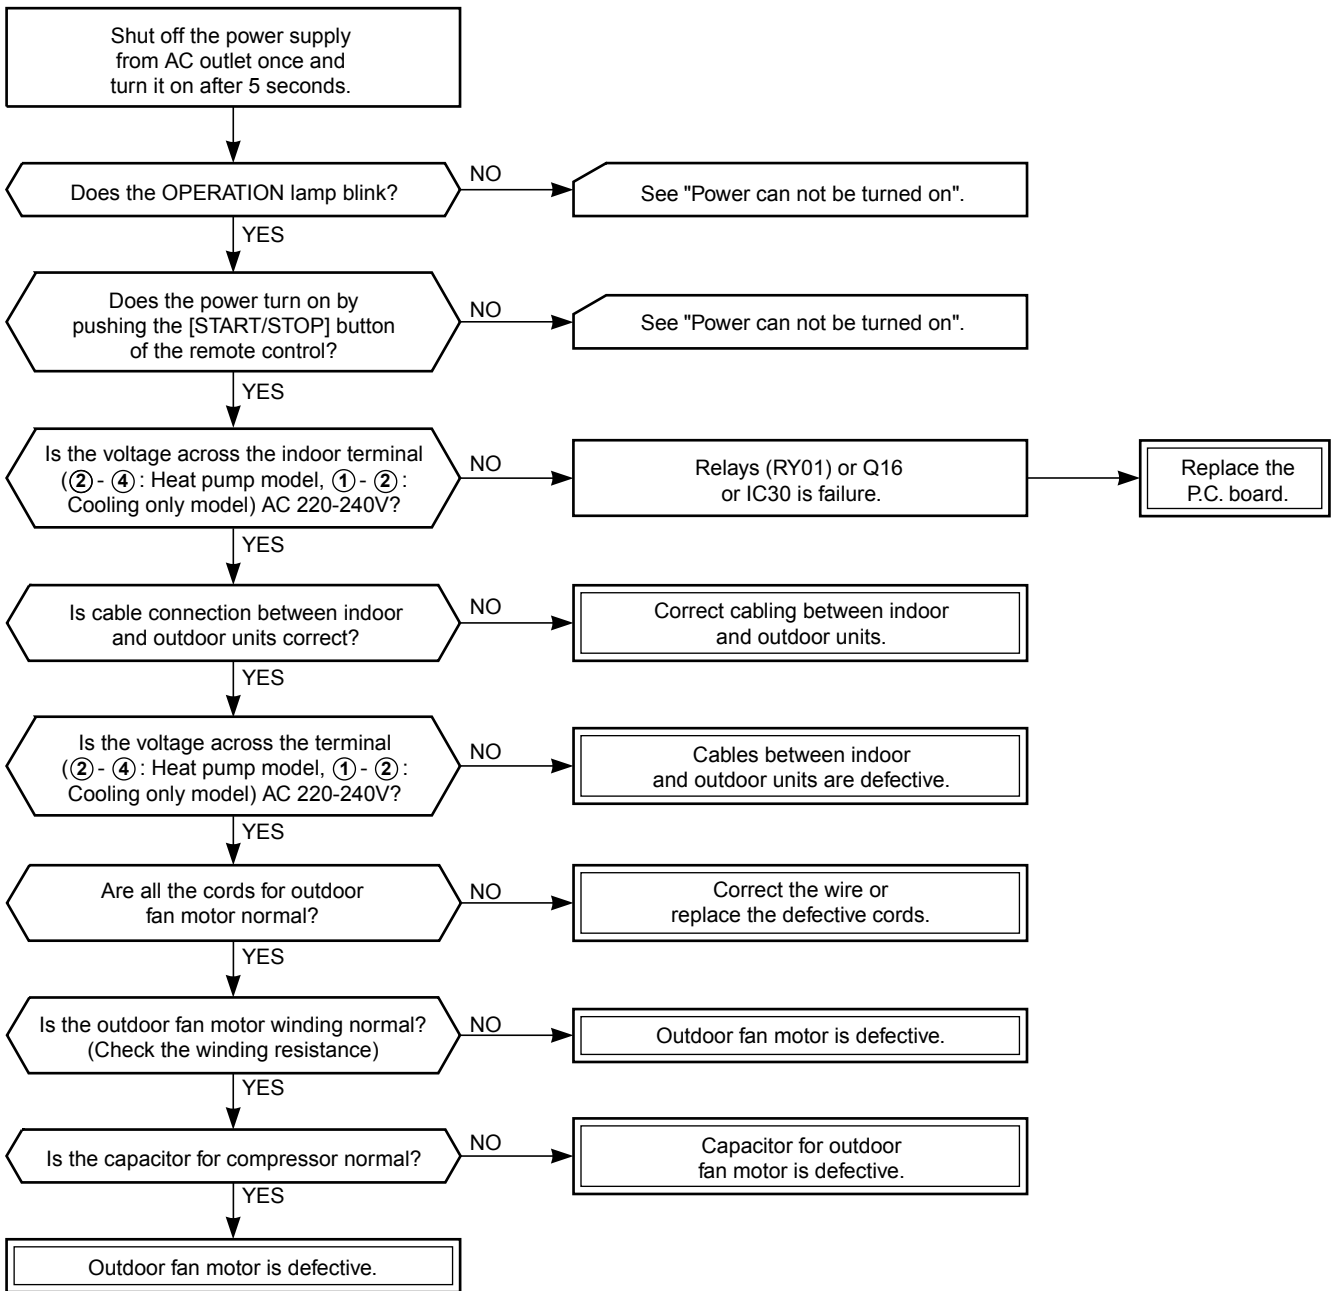 Shut off the power supply
from AC outlet once and
turn it on after 5 seconds.
Does the OPERATION lamp blink?
NO
See "Power can not be turned on".
YES
Does the power turn on by
pushing the [START/STOP] button
of the remote control?
NO
See "Power can not be turned on".
YES
Is the voltage across the indoor terminal
(② - ④ : Heat pump model, ① - ② :
Cooling only model) AC 220-240V?
NO
Relays (RY01) or Q16
or IC30 is failure.
Replace the
P.C. board.
YES
Is cable connection between indoor
and outdoor units correct?
NO
Correct cabling between indoor
and outdoor units.
YES
Is the voltage across the terminal
(② - ④ : Heat pump model, ① - ② :
Cooling only model) AC 220-240V?
NO
Cables between indoor
and outdoor units are defective.
YES
Are all the cords for outdoor
fan motor normal?
NO
Correct the wire or
replace the defective cords.
YES
Is the outdoor fan motor winding normal?
(Check the winding resistance)
NO
Outdoor fan motor is defective.
YES
Is the capacitor for compressor normal?
NO
Capacitor for outdoor
fan motor is defective.
YES
Outdoor fan motor is defective.